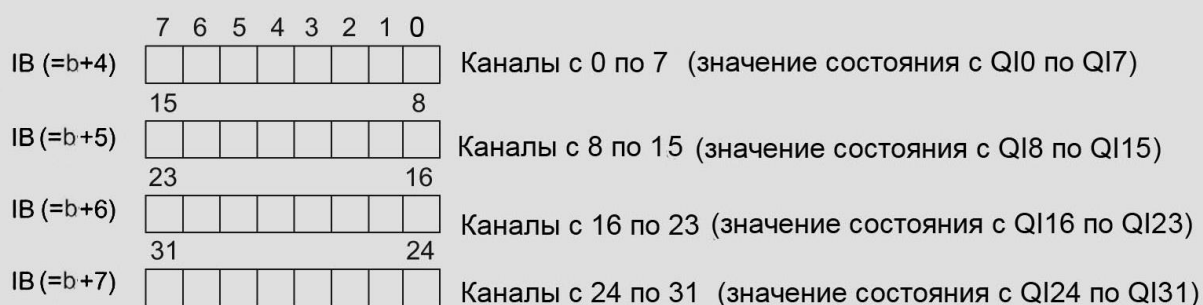 7 6 5 4 3 2 1 0
IB (=b+4) Каналы с 0 по 7 (значение состояния с QI0 по QI7)
15 8
IB (=b+5) Каналы с 8 по 15 (значение состояния с QI8 по QI15)
23 16
IB (=b+6) Каналы с 16 по 23 (значение состояния с QI16 по QI23)
31 24
IB (=b+7) Каналы с 24 по 31 (значение состояния с QI24 по QI31)